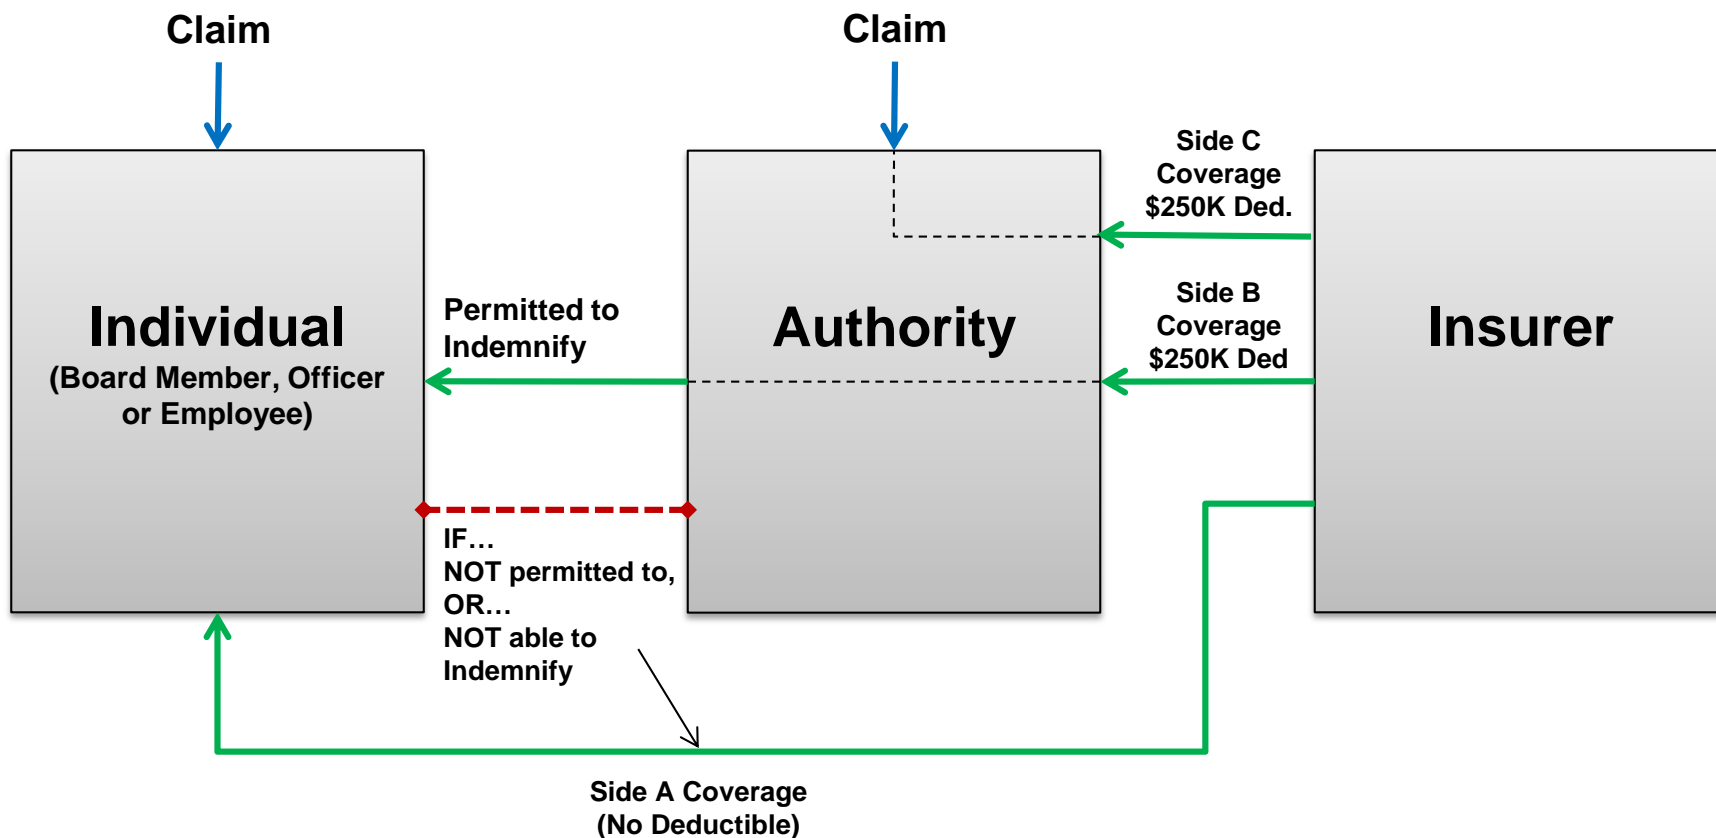 Claim
Claim
Individual
(Board Member, Officer
or Employee)
Permitted to
Indemnify
Authority
Side C
Coverage
$250K Ded.
Side B
Coverage
$250K Ded
Insurer
IF…
NOT permitted to,
OR…
NOT able to
Indemnify
Side A Coverage
(No Deductible)